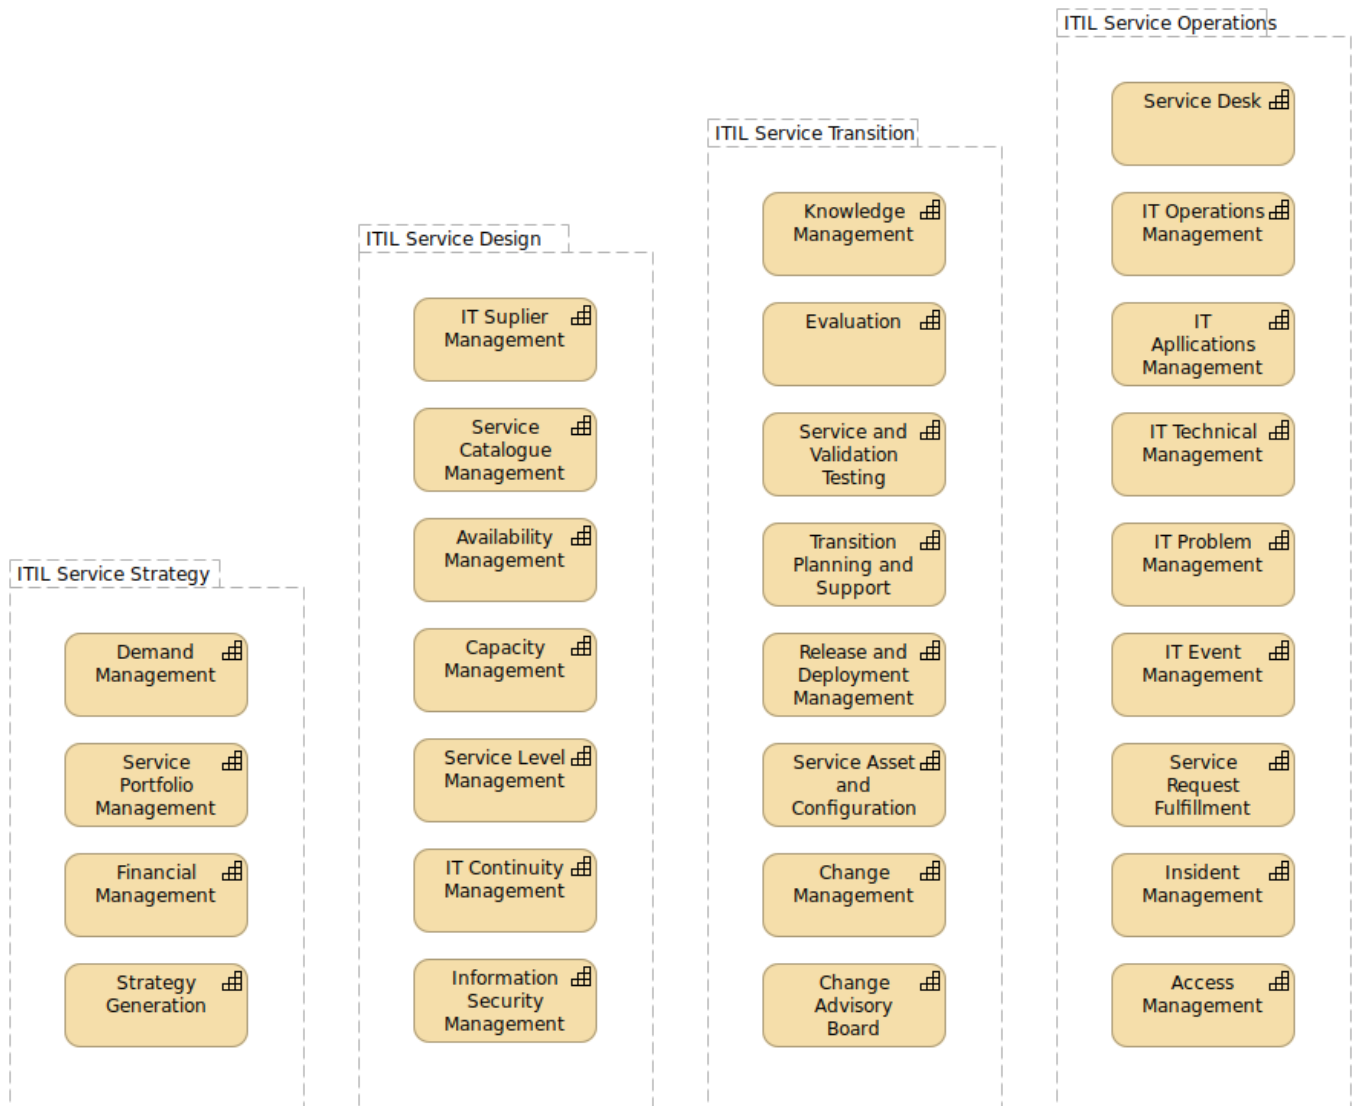 ITIL Service Strategy
Demand
Management
Service
Portfolio
Management
Financial
Management
Strategy
Generation
ITIL Service Design
IT Suplier
Management
Service
Catalogue
Management
Availability
Management
Capacity
Management
Service Level
Management
IT Continuity
Management
Information
Security
Management
ITIL Service Transition
Knowledge
Management
Evaluation
Service and
Validation
Testing
Transition
Planning and
Support
Release and
Deployment
Management
Service Asset
and
Configuration
Change
Management
Change
Advisory
Board
ITIL Service Operations
Service Desk
IT Operations
Management
IT
Apllications
Management
IT Technical
Management
IT Problem
Management
IT Event
Management
Service
Request
Fulfillment
Insident
Management
Access
Management